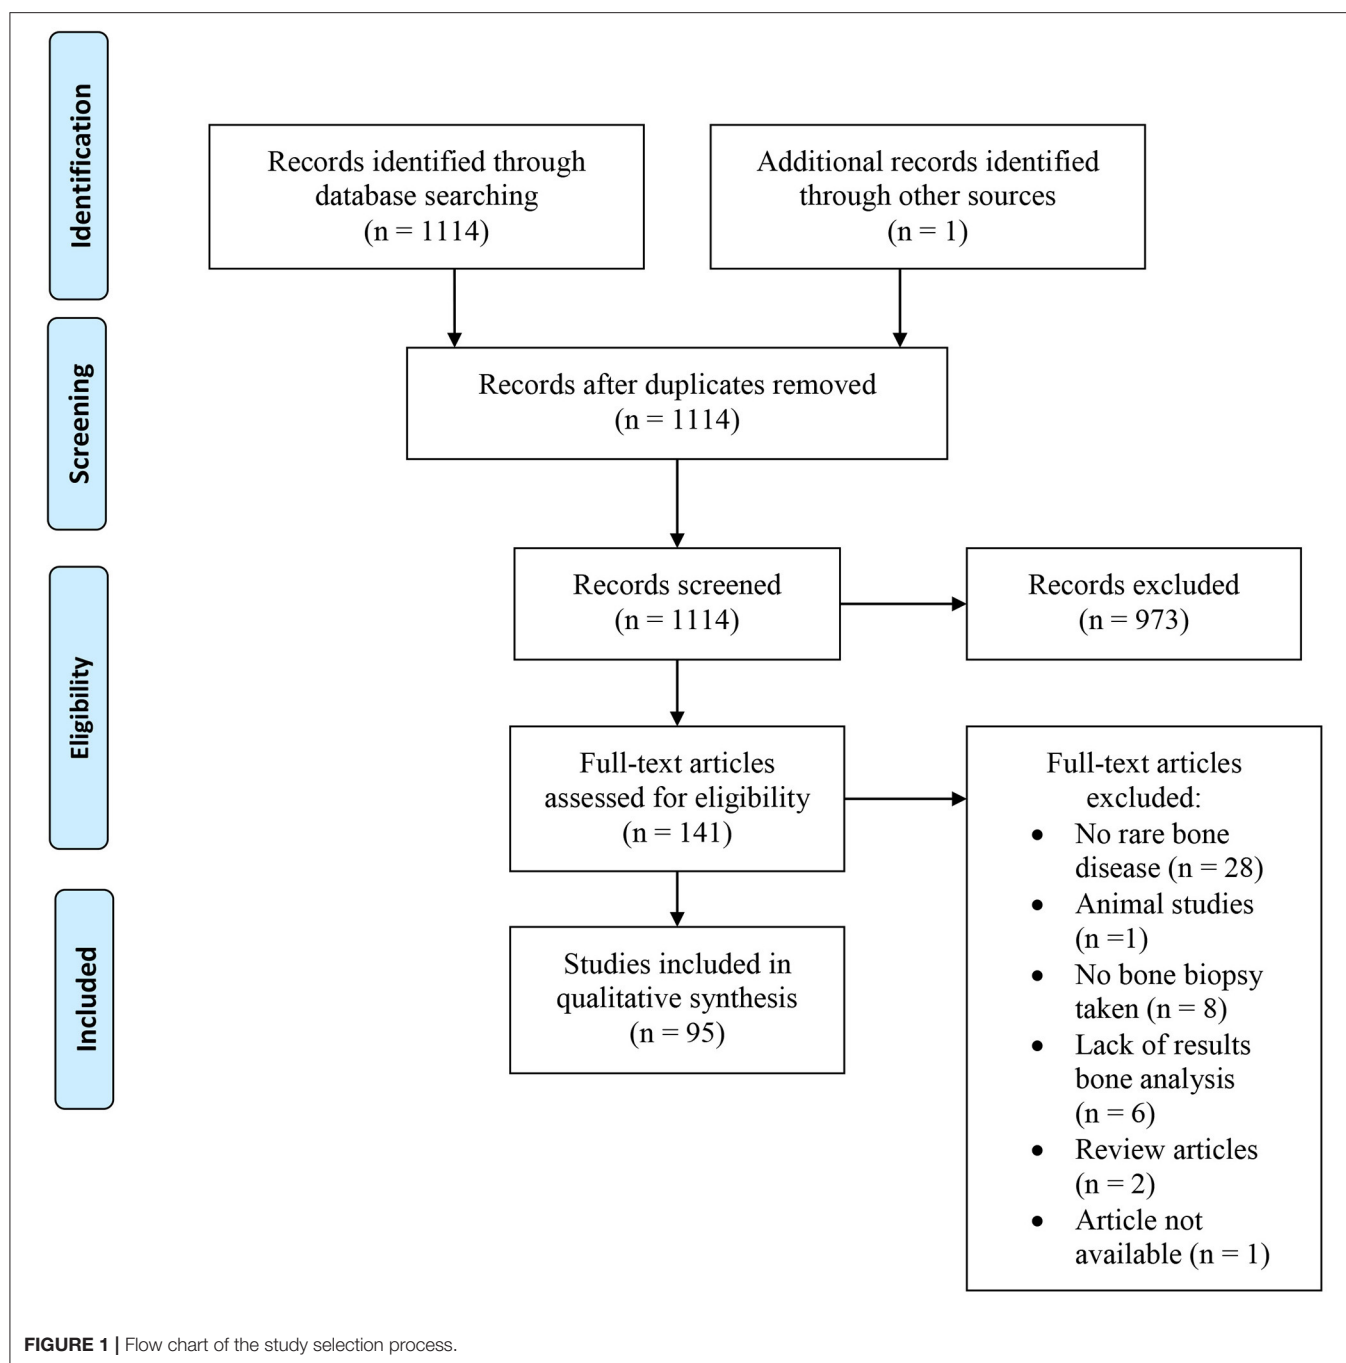 Identification
Records identified through
database searching
(n = 1114)
Additional records identified
through other sources
(n = 1)
Screening
Records after duplicates removed
(n = 1114)
Records screened
(n = 1114)
Records excluded
(n = 973)
Eligibility
Full-text articles
assessed for eligibility
(n = 141)
Full-text articles
excluded:
• No rare bone
disease (n = 28)
• Animal studies
(n =1)
• No bone biopsy
taken (n = 8)
• Lack of results
bone analysis
(n = 6)
• Review articles
(n = 2)
• Article not
available (n = 1)
Included
Studies included in
qualitative synthesis
(n = 95)
FIGURE 1 | Flow chart of the study selection process.